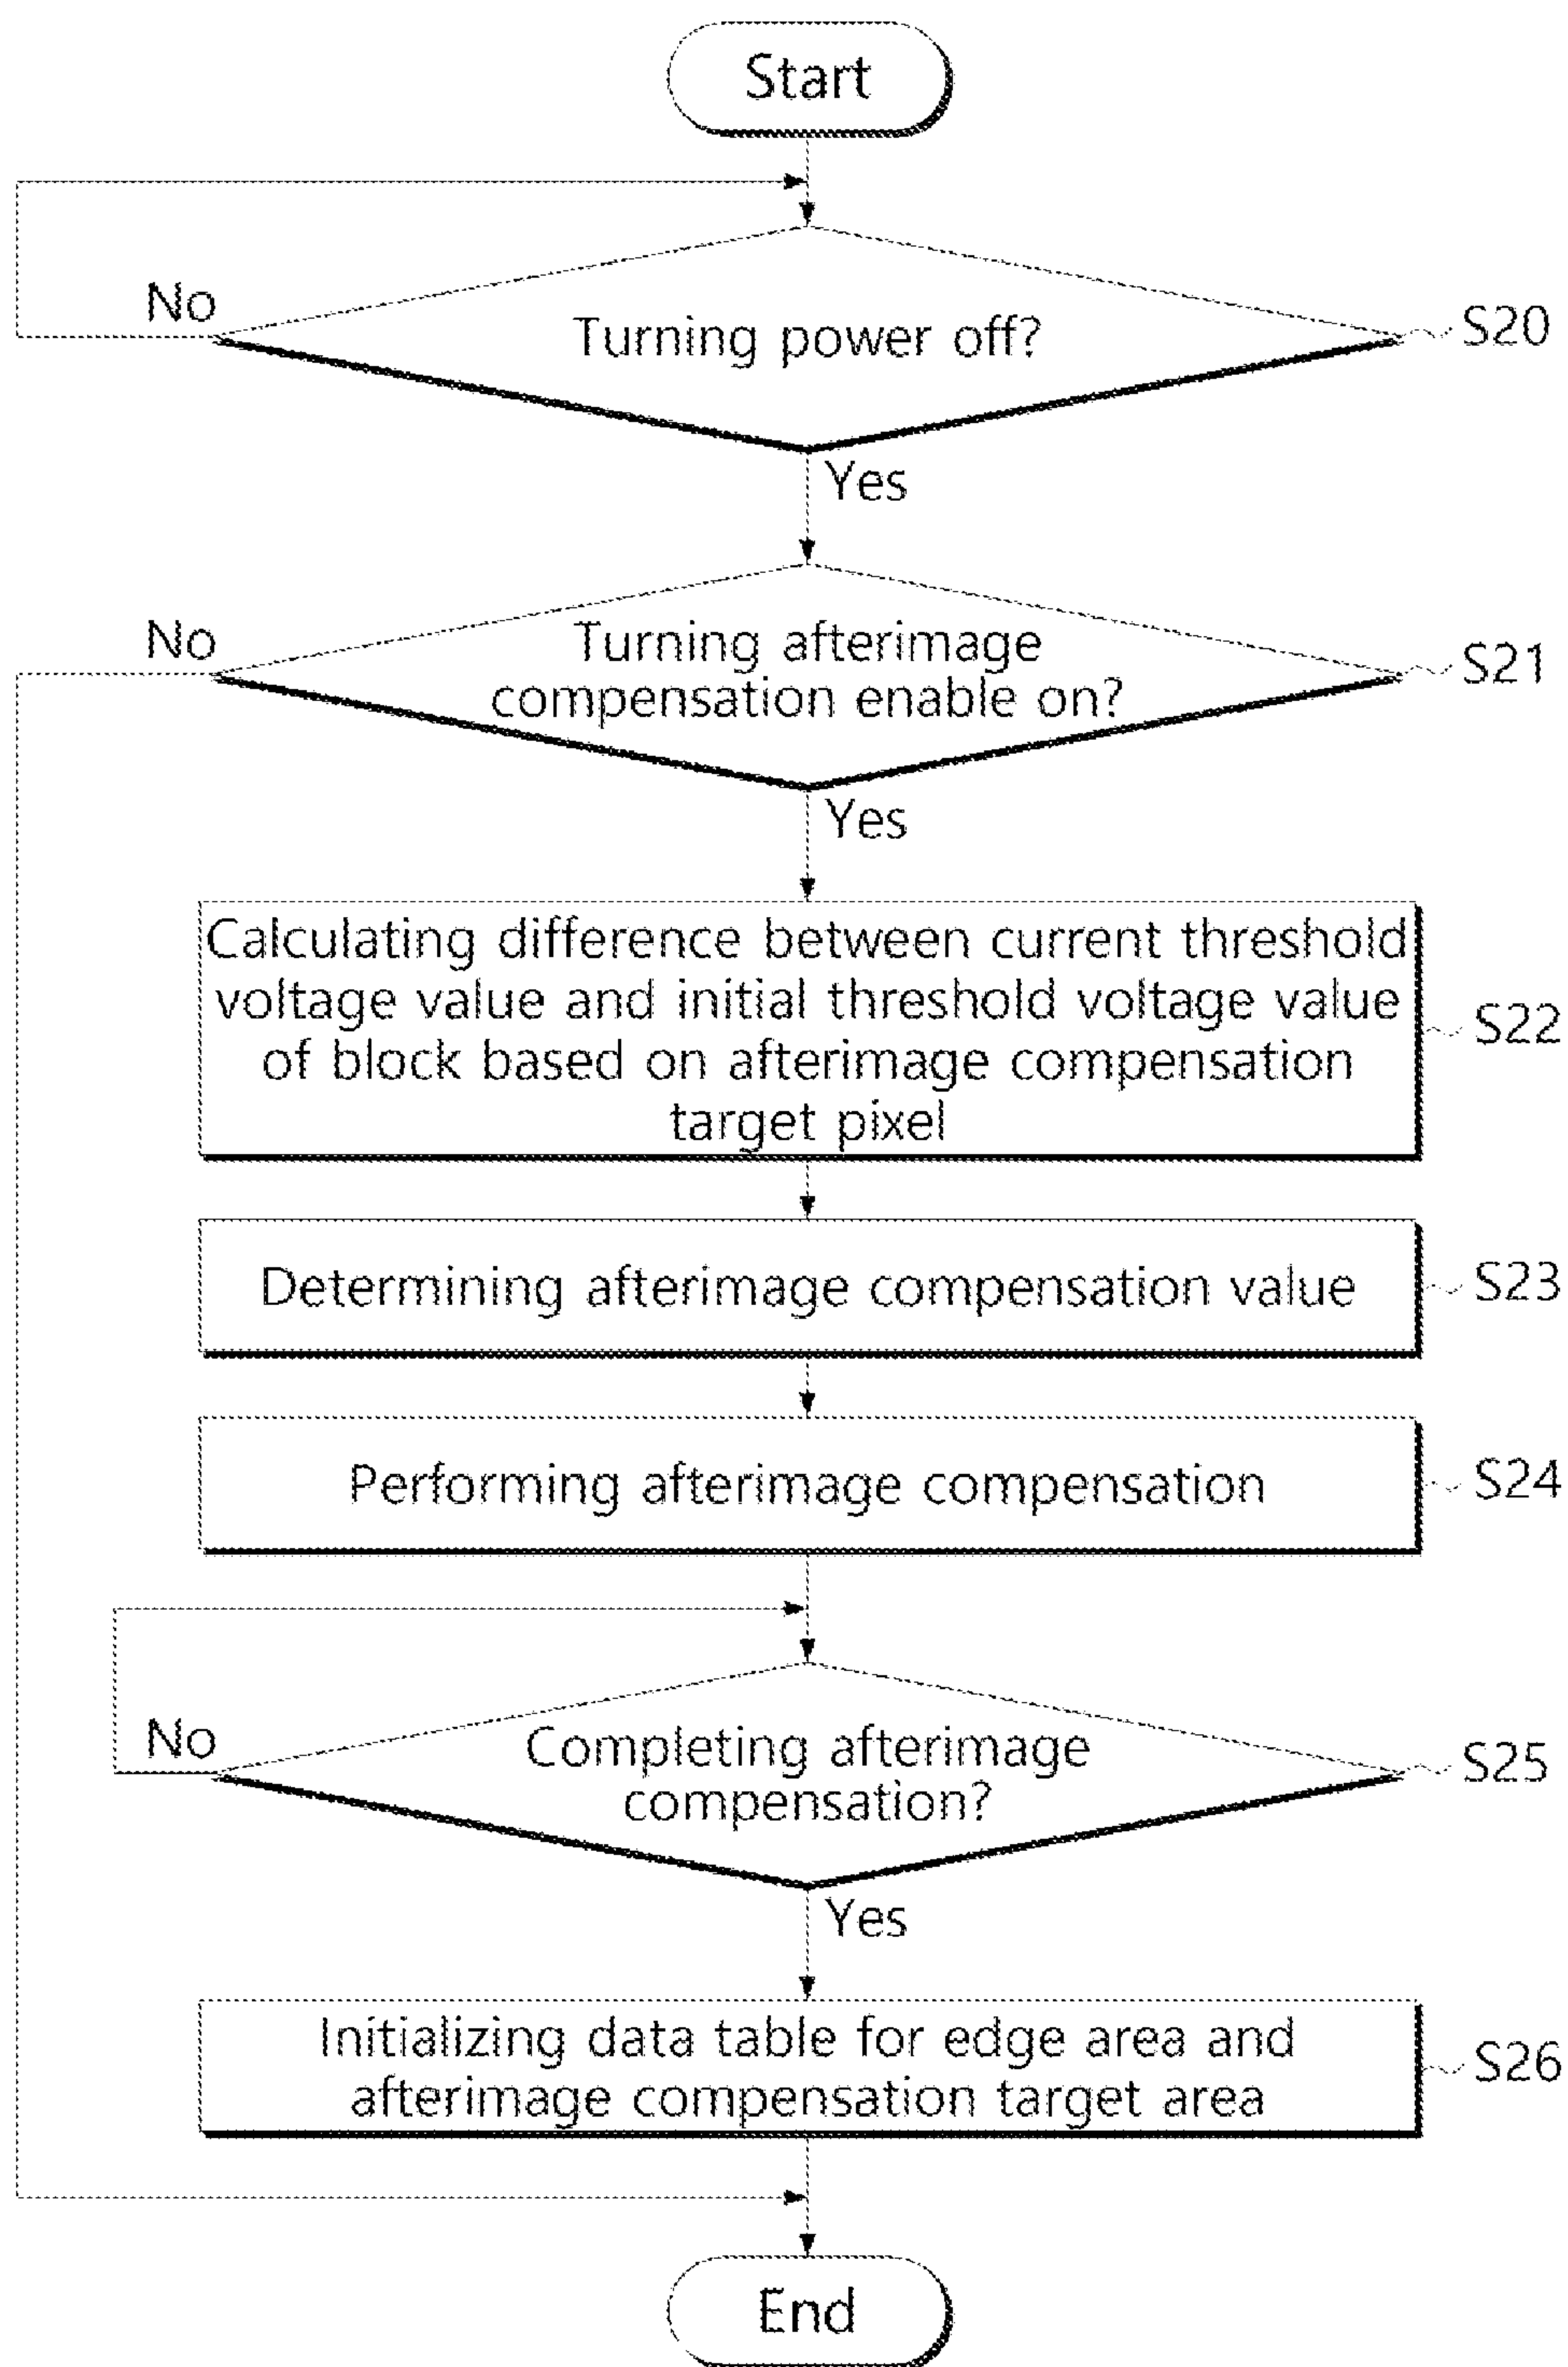 Start
No
Turning power off?
S20
Yes
No
Turning afterimage
compensation enable on?
S21
Yes
Calculating difference between current threshold
voltage value and initial threshold voltage value
of block based on afterimage compensation
target pixel
S22
Determining afterimage compensation value
S23
Performing afterimage compensation
S24
No
Completing afterimage
compensation?
S25
Yes
Initializing data table for edge area and
afterimage compensation target area
S26
End